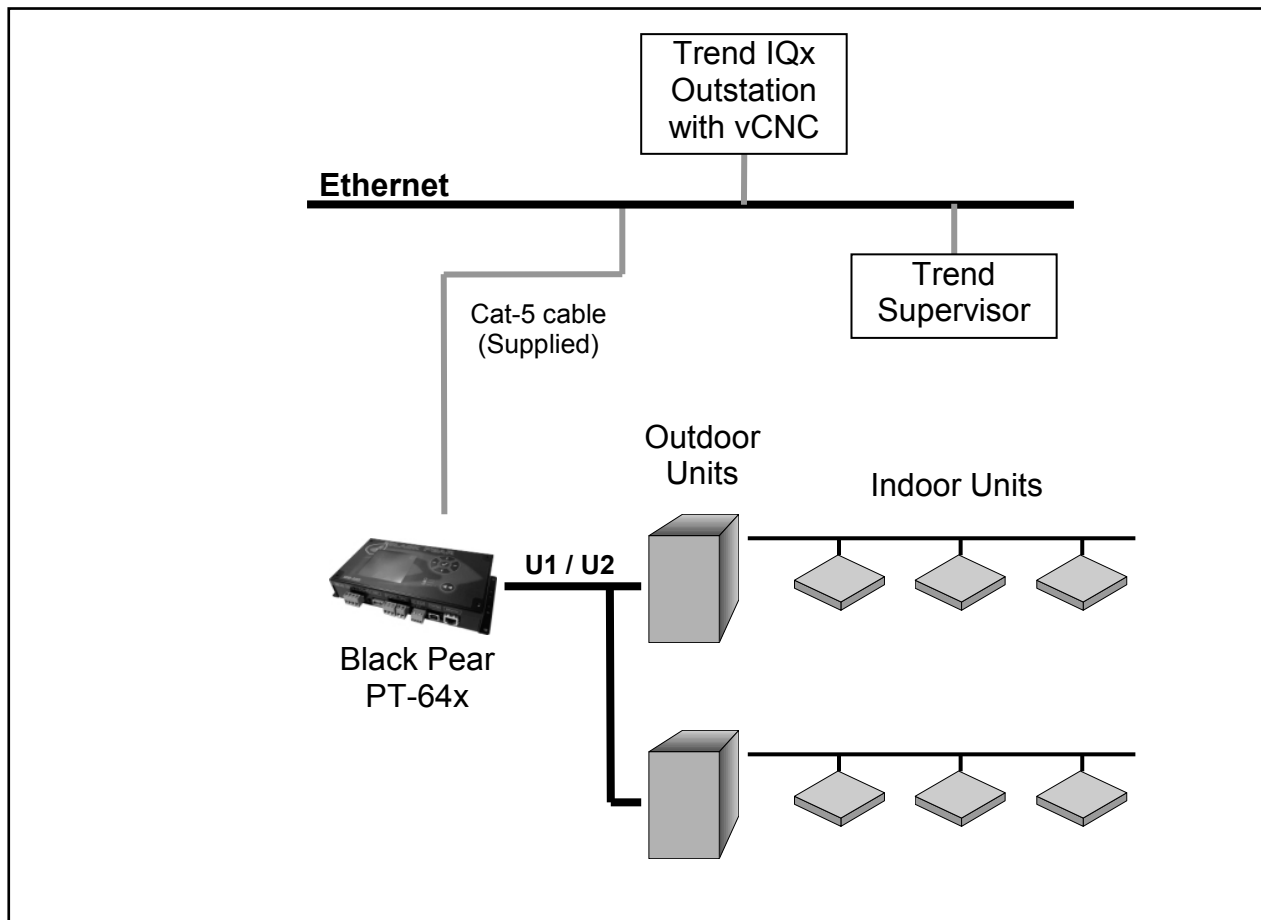 Trend IQx
Outstation
with vCNC
Ethernet
Trend
Supervisor
Cat-5 cable
(Supplied)
Outdoor
Units
Indoor Units
U1 / U2
Black Pear
PT-64x